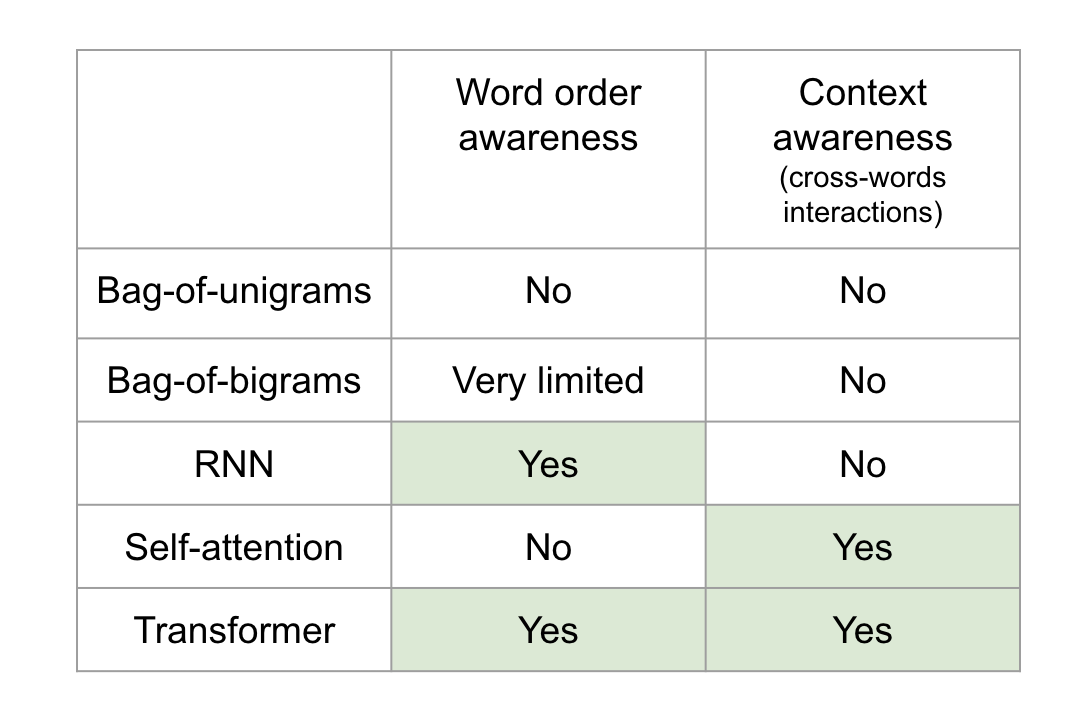 Word order
awareness
Context
awareness
(cross-words
interactions)
Bag-of-unigrams No No
Bag-of-bigrams Very limited No
RNN Yes No
Self-attention No Yes
Transformer Yes Yes